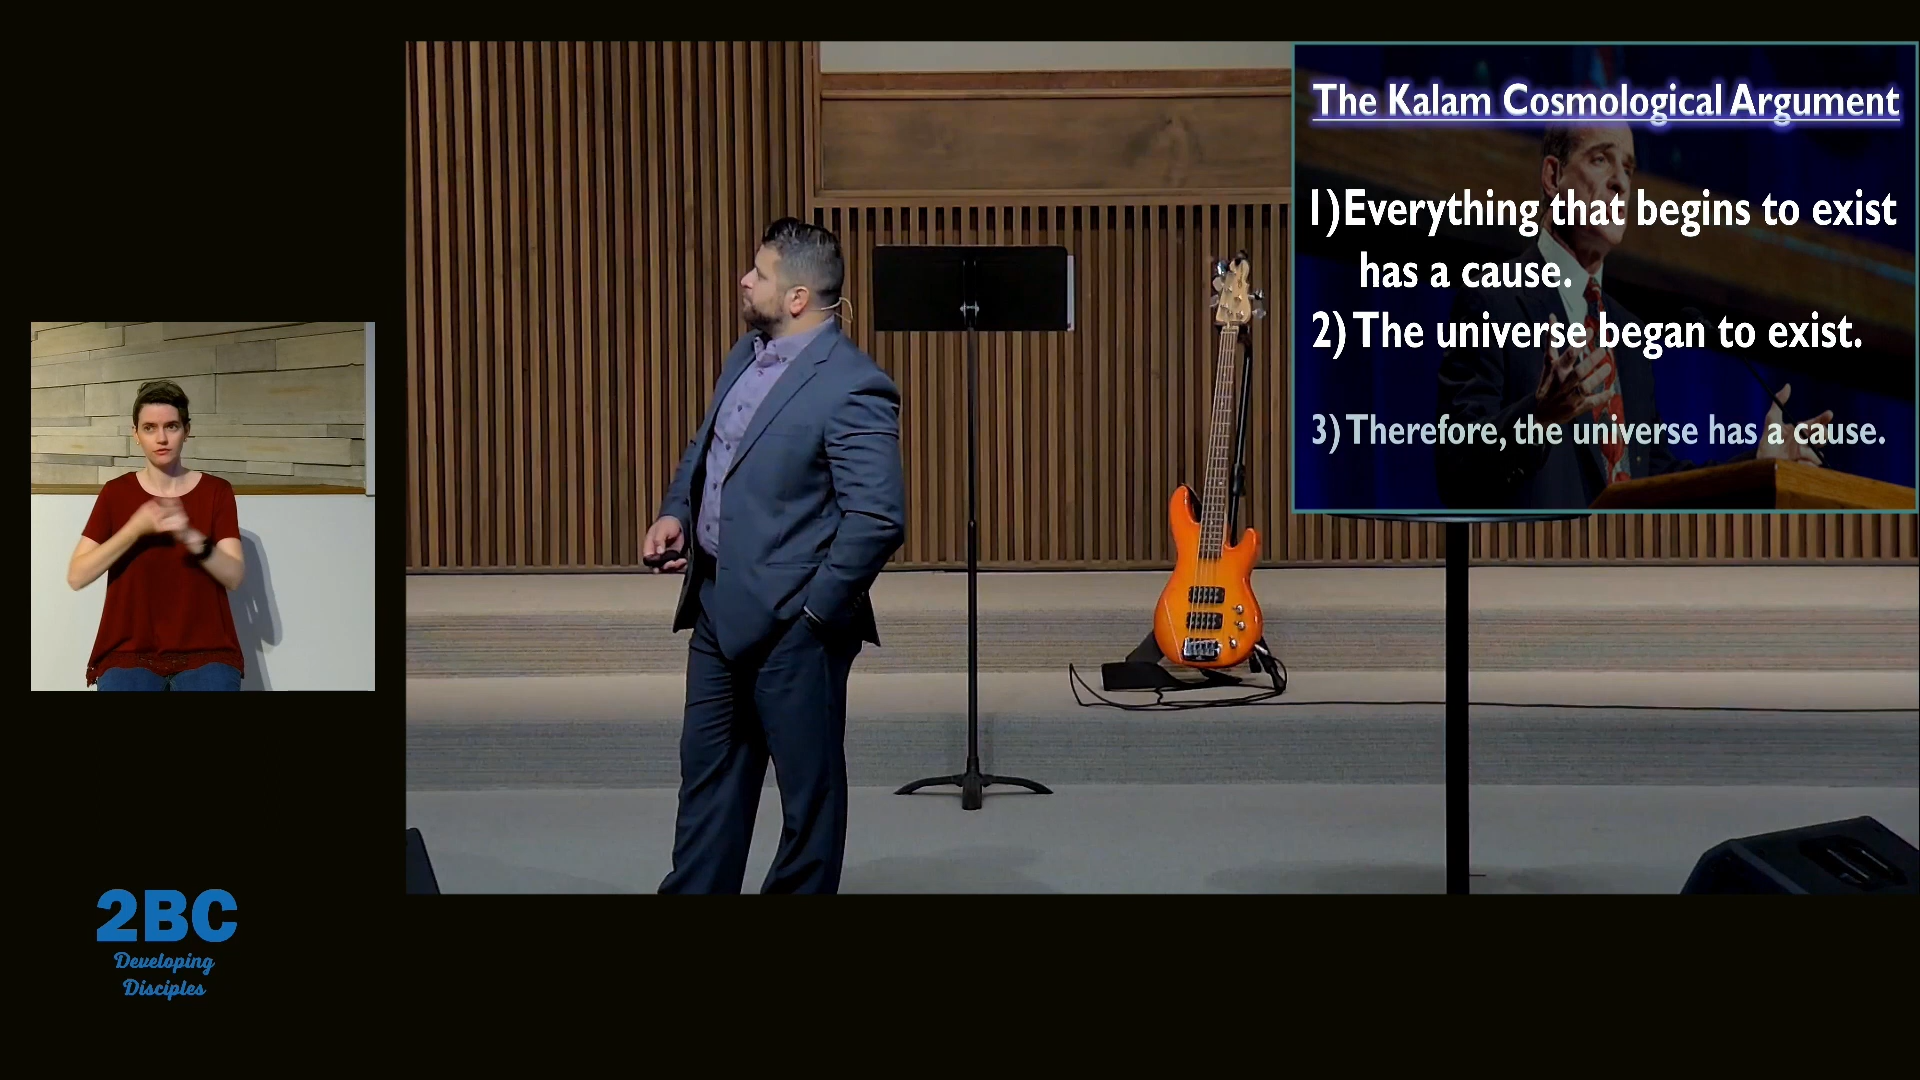 The Kalam Cosmological Argument
1)Everything that begins to exist
has a cause.
2) The universe began to exist.
3) Therefore, the universe has a cause.
2BC
Developing
Disciples